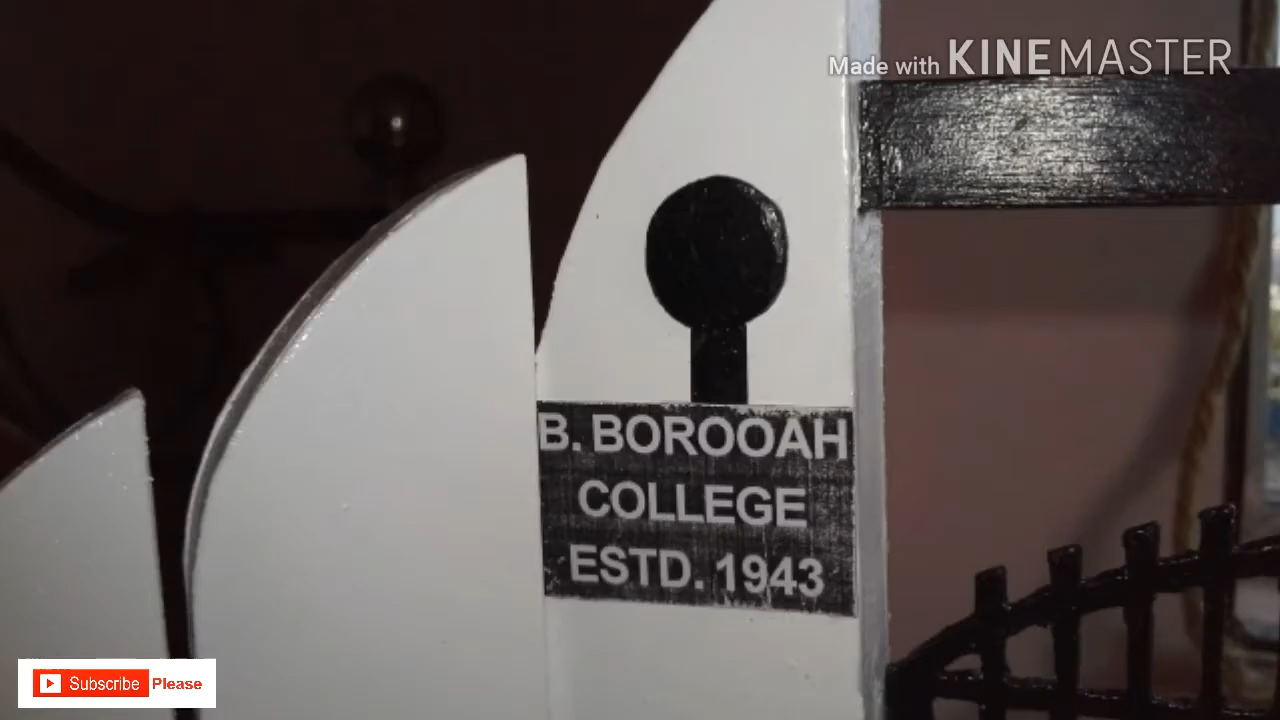 Made with KINEMASTER
B. BOROOAH
COLLEGE
ESTD. 1943
Subscribe Please